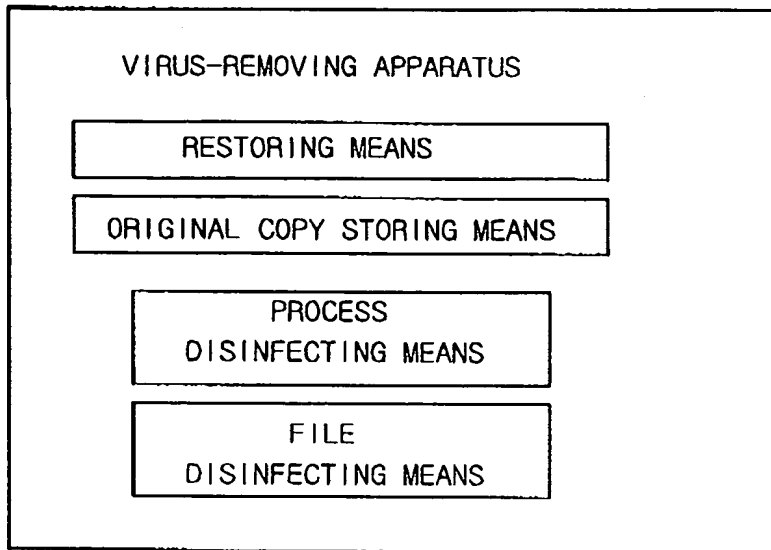 VIRUS-REMOVING APPARATUS
RESTORING MEANS
ORIGINAL COPY STORING MEANS
PROCESS
DISINFECTING MEANS
FILE
DISINFECTING MEANS